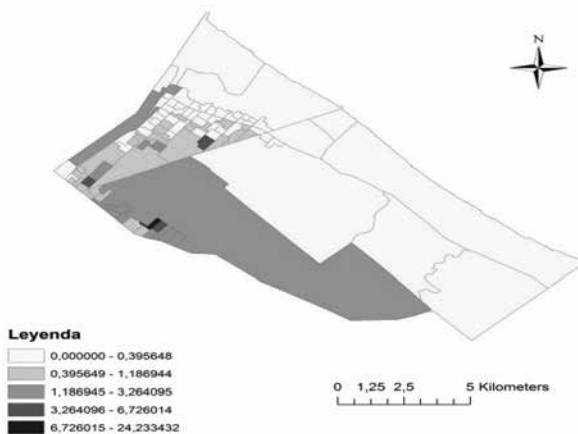 N
Leyenda
0,000000 - 0,395648
0,395649 - 1,186944
1,186945 - 3,264095
3,264096 - 6,726014
6,726015 - 24,233432
0 1,25 2,5 5 Kilometers